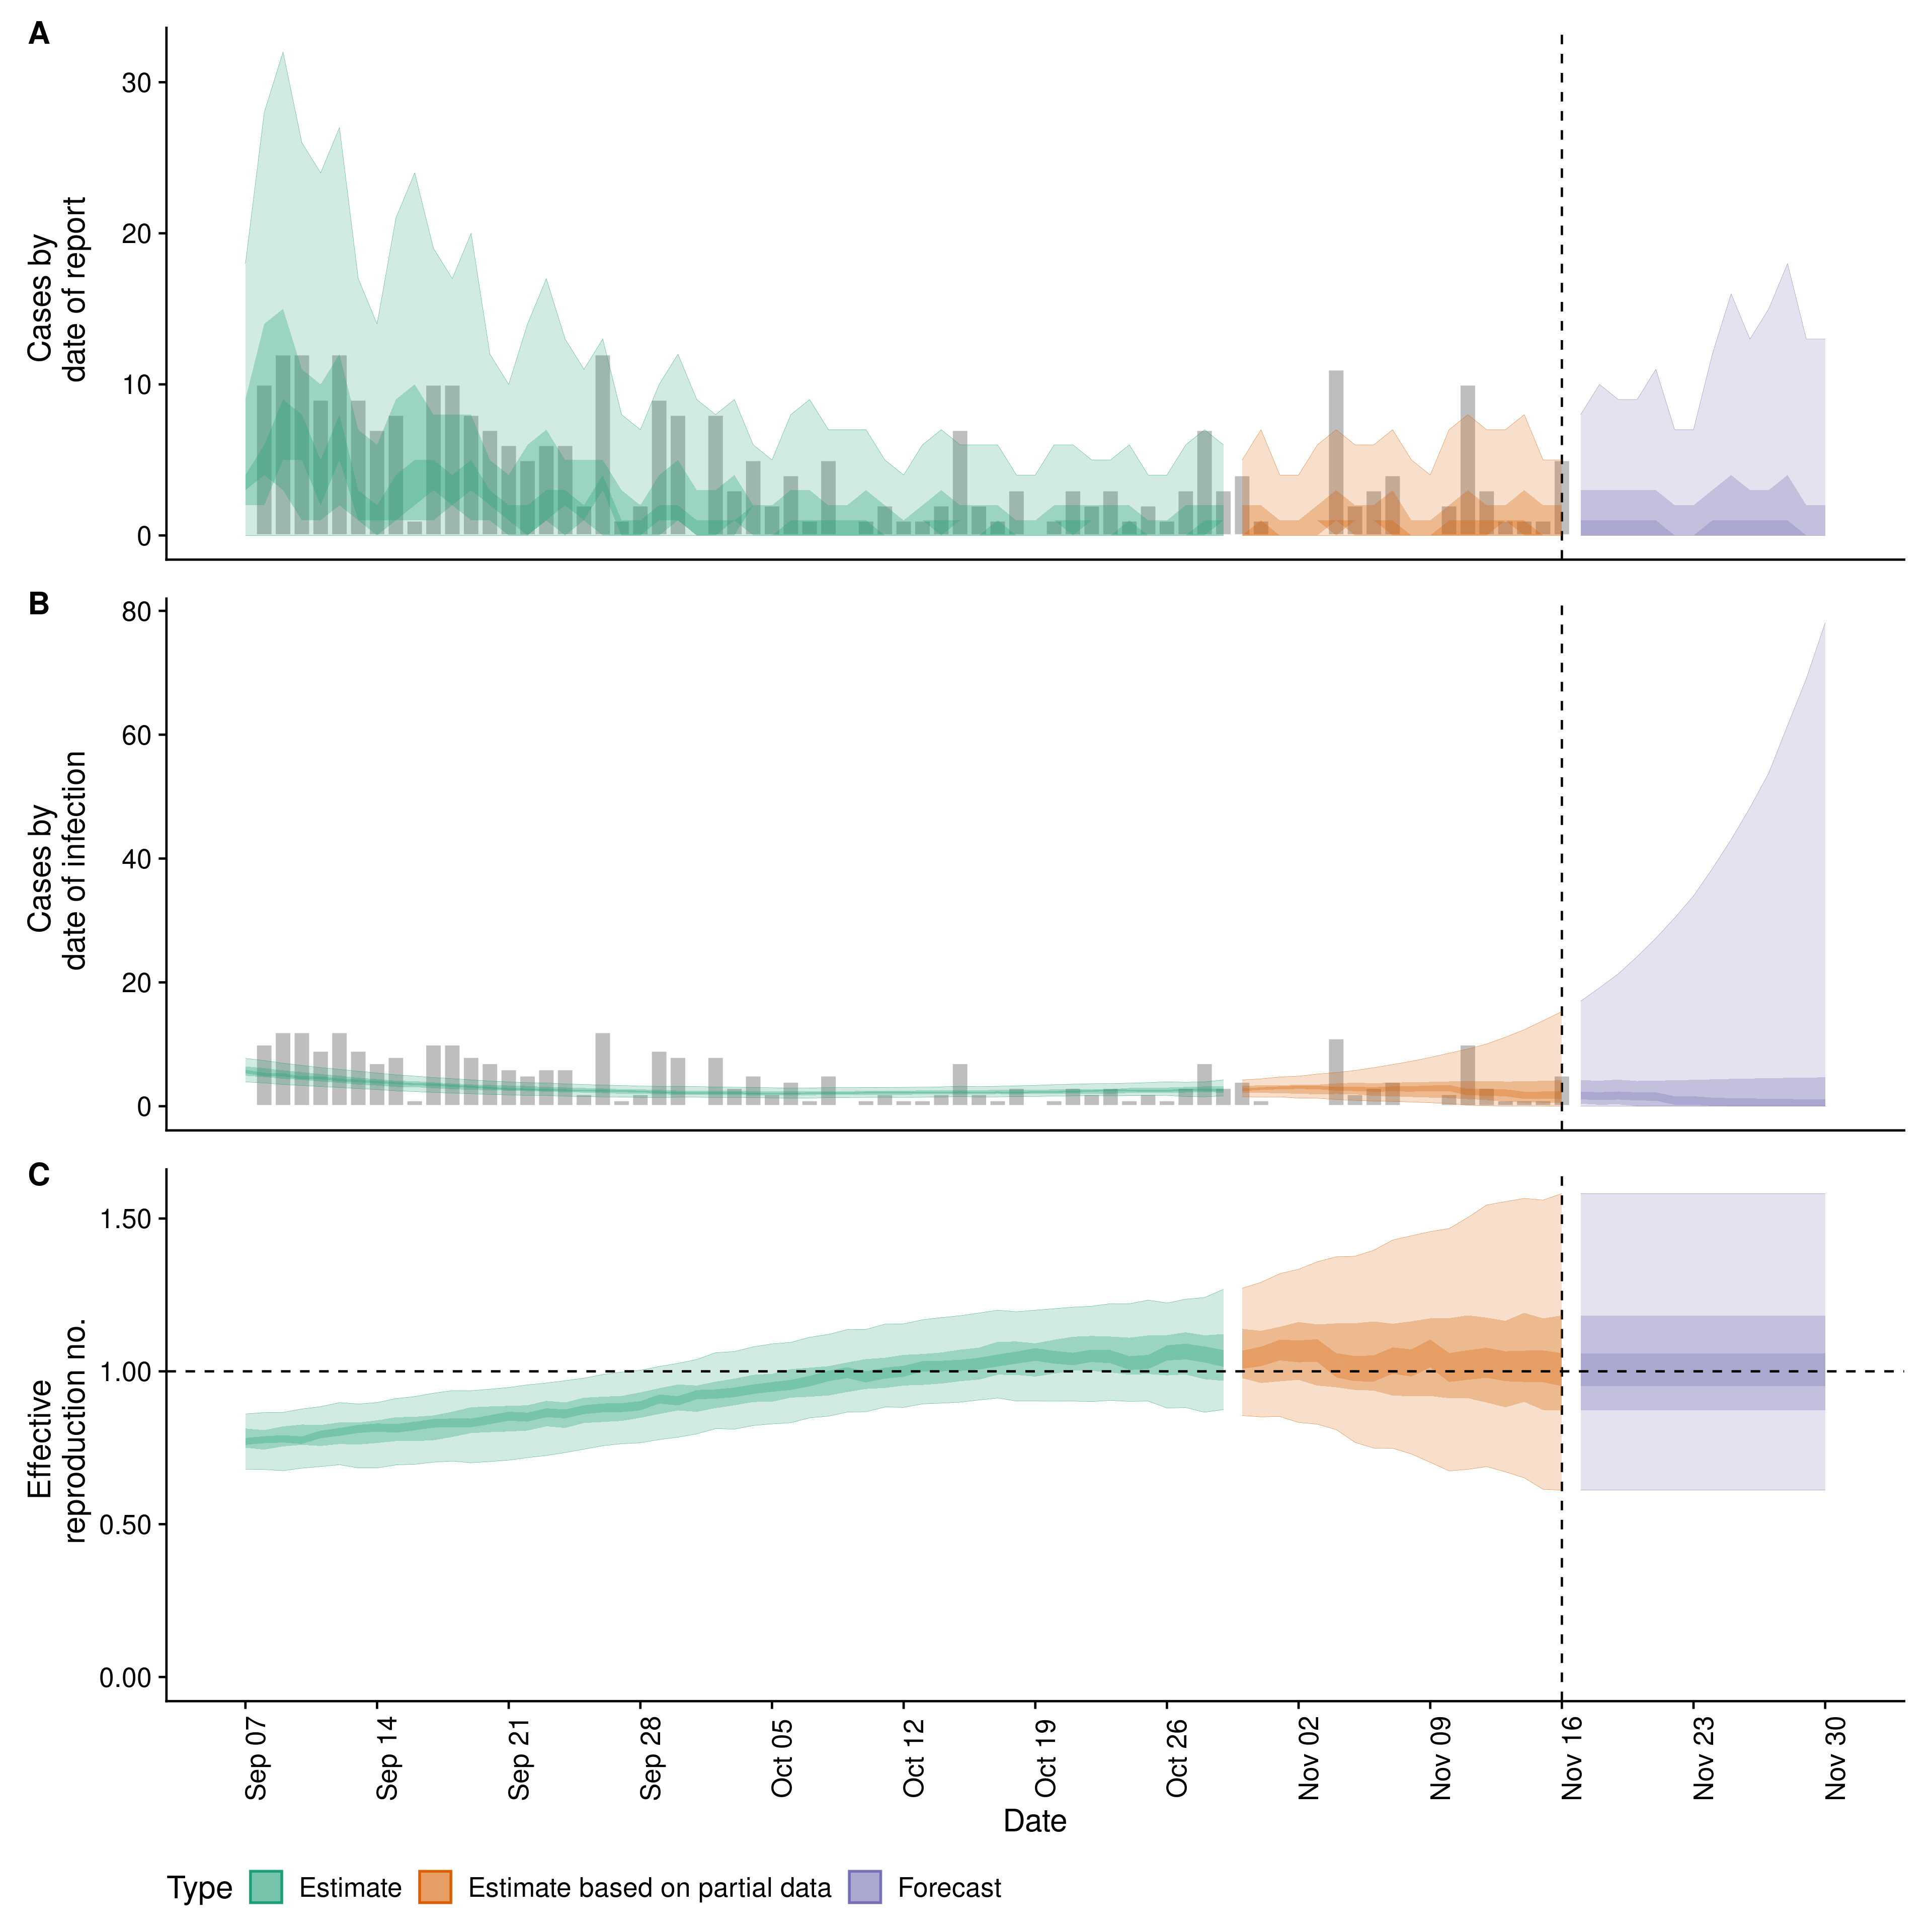 A
30
20
10
0
Cases by
date of report
B
80
60
40
20
0
Cases by
date of infection
C
1.50
1.00
0.50
0.00
Effective
reproduction no.
Sep 07
Sep 14
Sep 21
Sep 28
Oct 05
Oct 12
Oct 19
Oct 26
Nov 02
Nov 09
Nov 16
Nov 23
Nov 30
Date
Type Estimate Estimate based on partial data Forecast